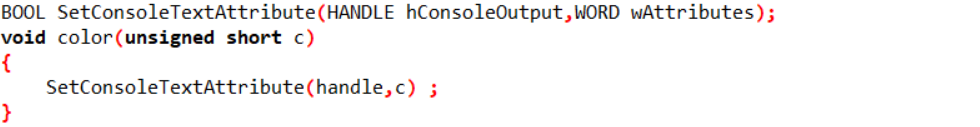 BOOL SetConsoleTextAttribute(HANDLE hConsoleOutput,WORD wAttributes);
void color(unsigned short c)
{
    SetConsoleTextAttribute(handle,c) ;
}